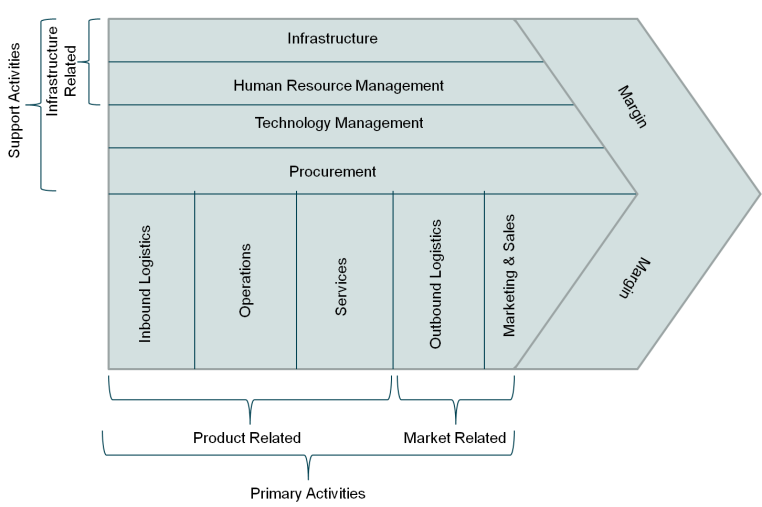 Support Activities
Infrastructure
Related
Infrastructure
Human Resource Management
Technology Management
Procurement
Margin
Margin
Inbound Logistics
Operations
Services
Outbound Logistics
Marketing & Sales
Product Related
Market Related
Primary Activities